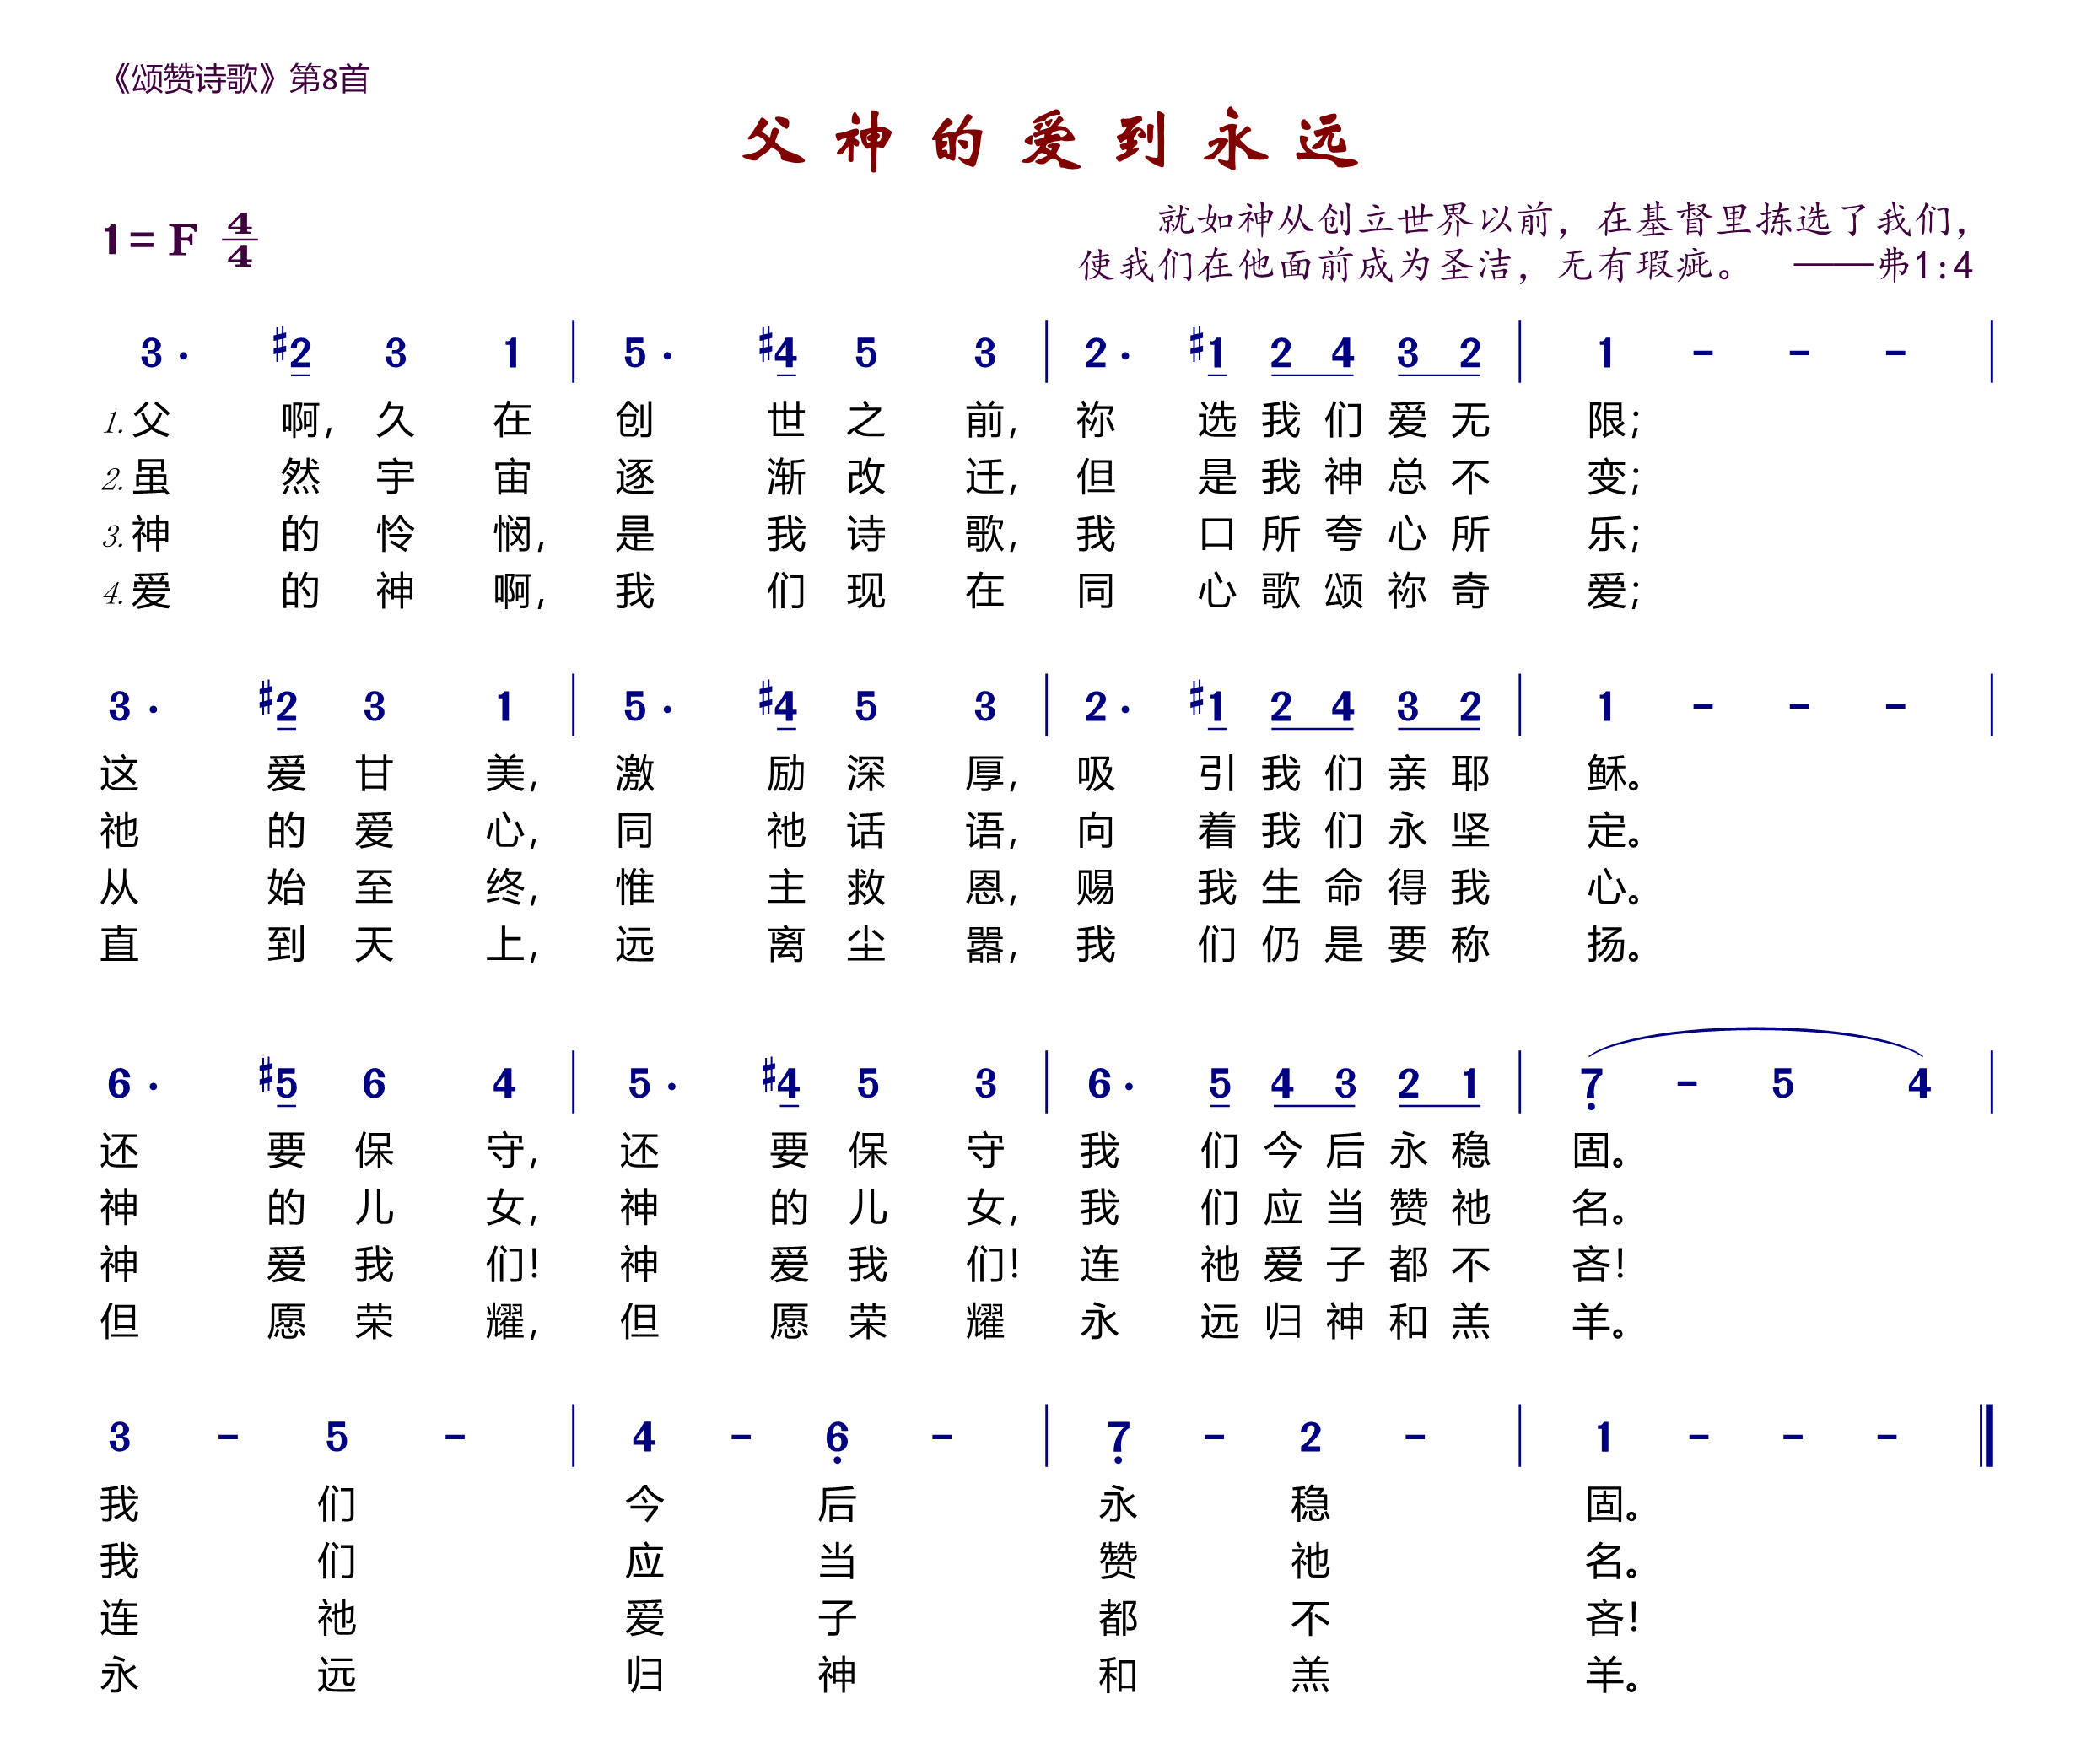 《颂赞诗歌》第8首
父神的爱到永远
1=F 4/4
就如神从创立世界以前，在基督里拣选了我们，
使我们在他面前成为圣洁，无有瑕疵。 ——弗1:4
3· #2 3 1 | 5· #4 5 3 | 2· #1 2 4 3 2 | 1 - - - |
1.父啊，久在创世之前，祢选我们爱无限；
2.虽然宇宙逐渐改迁，但是我神总不变；
3.神的怜悯，是我诗歌，我口所夸心所乐；
4.爱的神啊，我们现在同心歌颂祢奇爱；
3· #2 3 1 | 5· #4 5 3 | 2· #1 2 4 3 2 | 1 - - - |
这爱甘美，激励深厚，吸引我们亲耶稣。
祂的爱心，同祂话语，向着我们永坚定。
从始至终，惟主救恩，赐我生命得我心。
直到天上，远离尘嚣，我们仍是要称扬。
6· #5 6 4 | 5· #4 5 3 | 6· 5 4 3 2 1 | 7̣ - 5 4 |
还要保守，还要保守我们今后永稳固。
神的儿女，神的儿女，我们应当赞祂名。
神爱我们！神爱我们！连祂爱子都不吝！
但愿荣耀，但愿荣耀永远归神和羔羊。
3 - 5 - | 4 - 6̣ - | 7̣ - 2 - | 1 - - - ‖
我们今后永稳固。
我们应当赞祂名。
连祂爱子都不吝！
永远归神和羔羊。